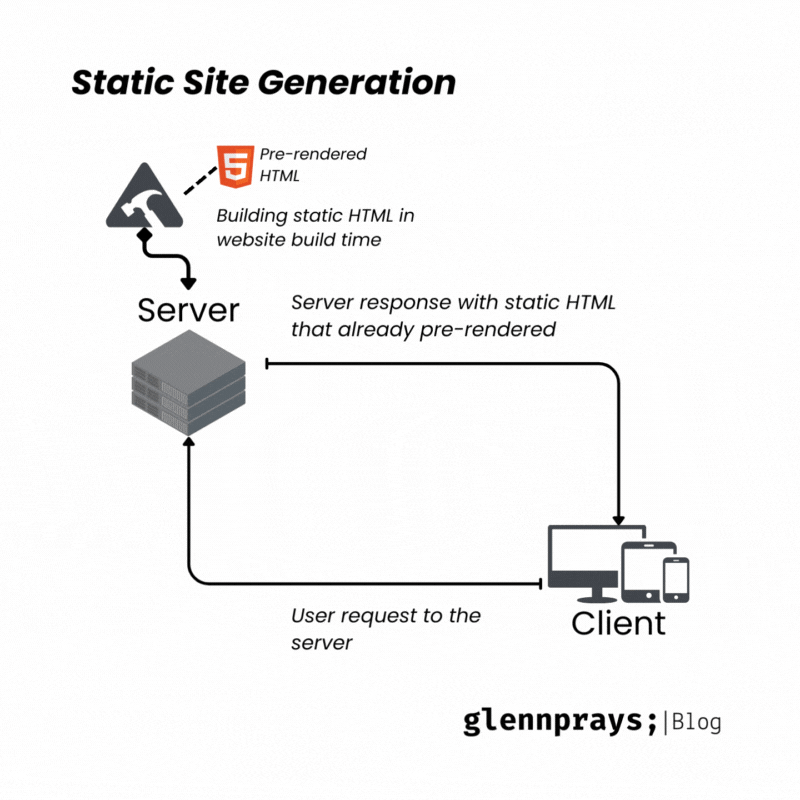 Static Site Generation
5
Pre-rendered
HTML
Building static HTML in
website build time
Server
Server response with static HTML
that already pre-rendered
User request to the
server
Client
glennprays;|Blog